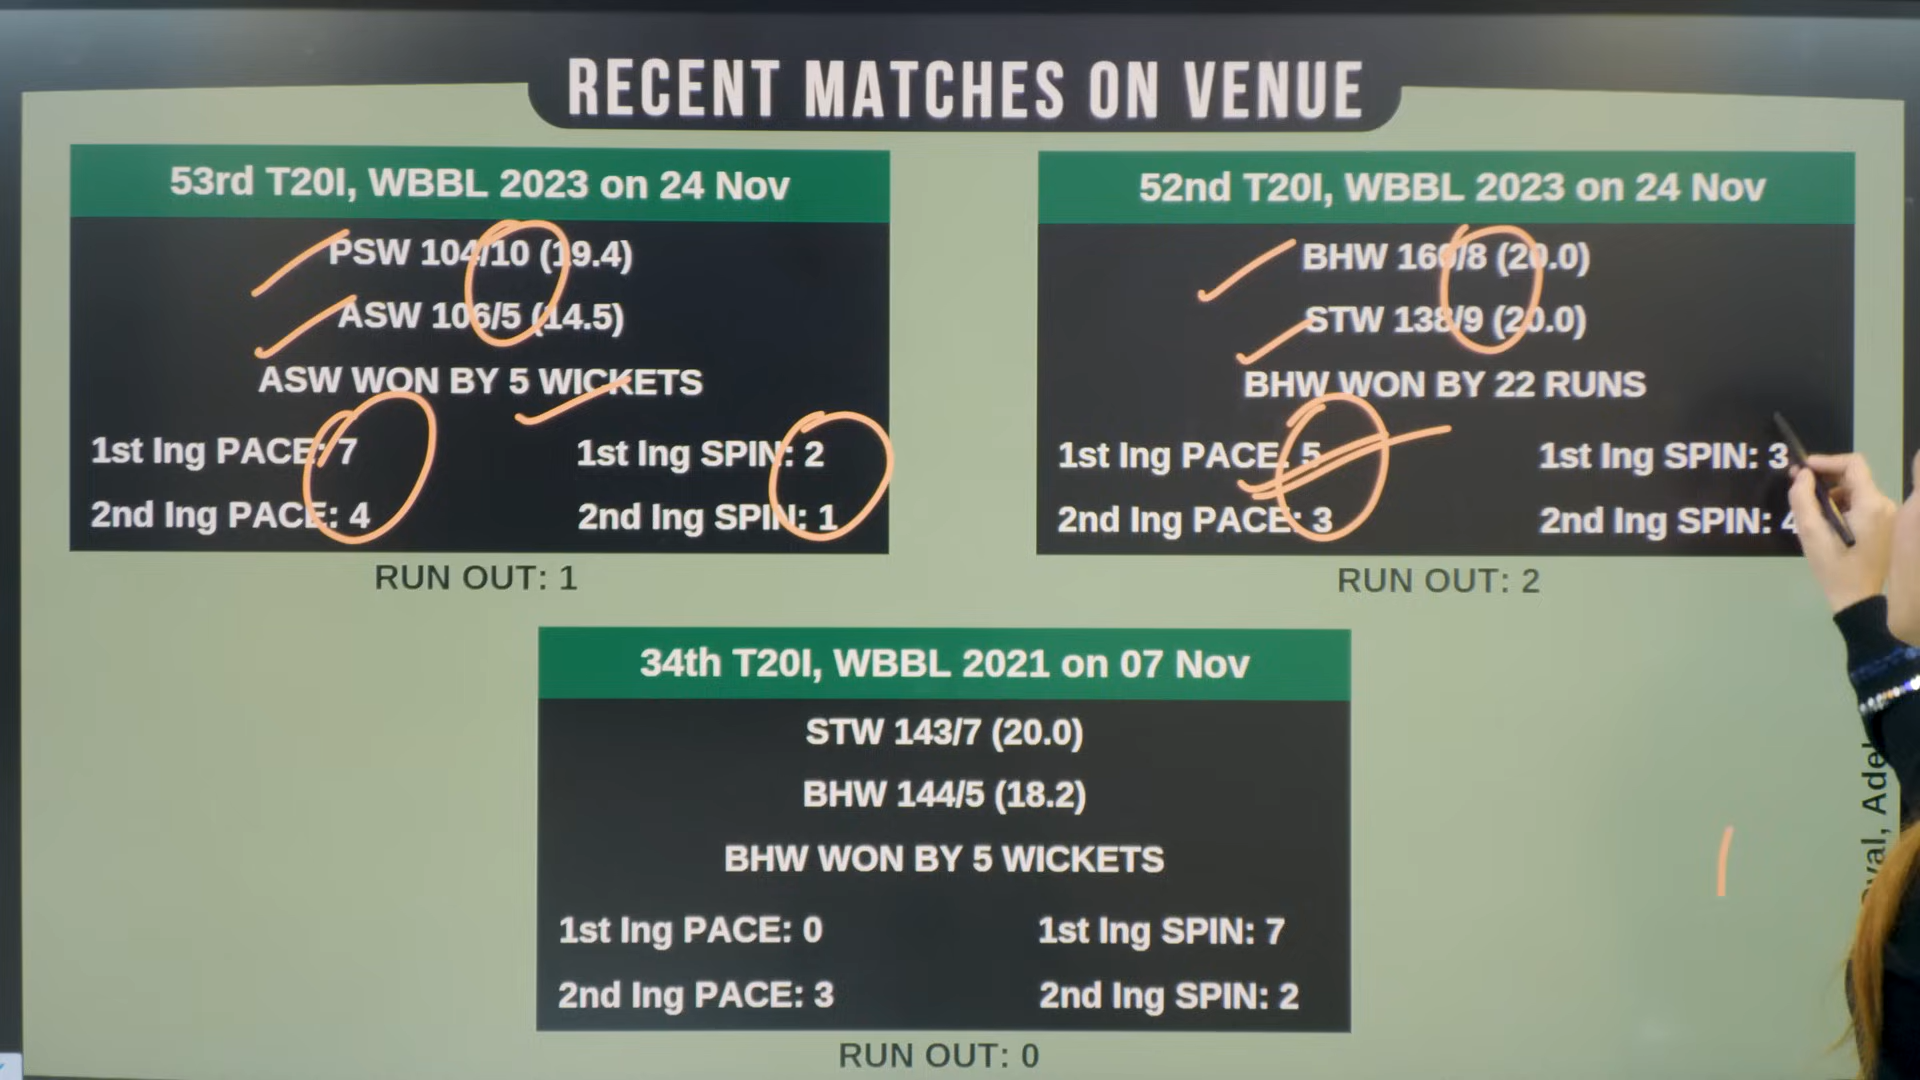 RECENT MATCHES ON VENUE
53rd T20I, WBBL 2023 on 24 Nov
PSW 104/10 (19.4)
ASW 106/5 (14.5)
ASW WON BY 5 WICKETS
1st Ing PACE: 7
1st Ing SPIN: 2
2nd Ing PACE: 4
2nd Ing SPIN: 1
RUN OUT: 1
52nd T20I, WBBL 2023 on 24 Nov
BHW 160/8 (20.0)
STW 138/9 (20.0)
BHW WON BY 22 RUNS
1st Ing PACE: 5
1st Ing SPIN: 3
2nd Ing PACE: 3
2nd Ing SPIN: 4
RUN OUT: 2
34th T20I, WBBL 2021 on 07 Nov
STW 143/7 (20.0)
BHW 144/5 (18.2)
BHW WON BY 5 WICKETS
1st Ing PACE: 0
1st Ing SPIN: 7
2nd Ing PACE: 3
2nd Ing SPIN: 2
RUN OUT: 0